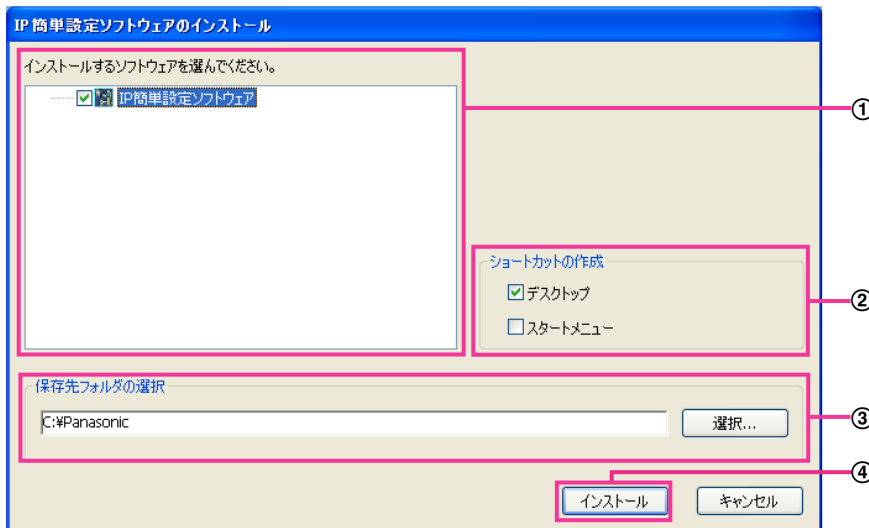 IP簡単設定ソフトウェアのインストール
インストールするソフトウェアを選んでください。
IP簡単設定ソフトウェア
①
ショートカットの作成
デスクトップ
スタートメニュー
②
保存先フォルダの選択
C:¥Panasonic
選択...
③
④
インストール
キャンセル